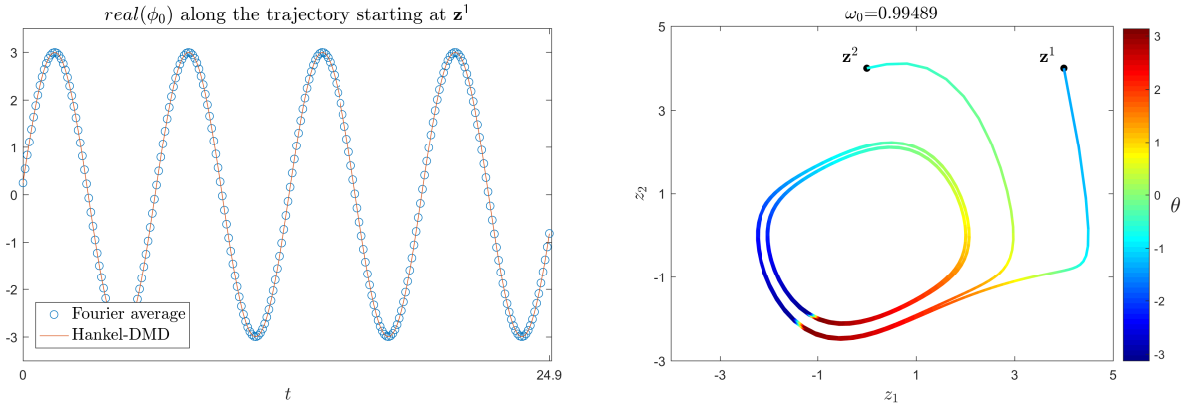 real(ϕ₀) along the trajectory starting at z¹
3
2
1
0
-1
-2
-3
Fourier average
Hankel-DMD
0
24.9
t
ω₀=0.99489
z²
z¹
5
3
1
-1
-3
z₂
-3
-1
1
3
5
z₁
3
2
1
0
-1
-2
-3
θ